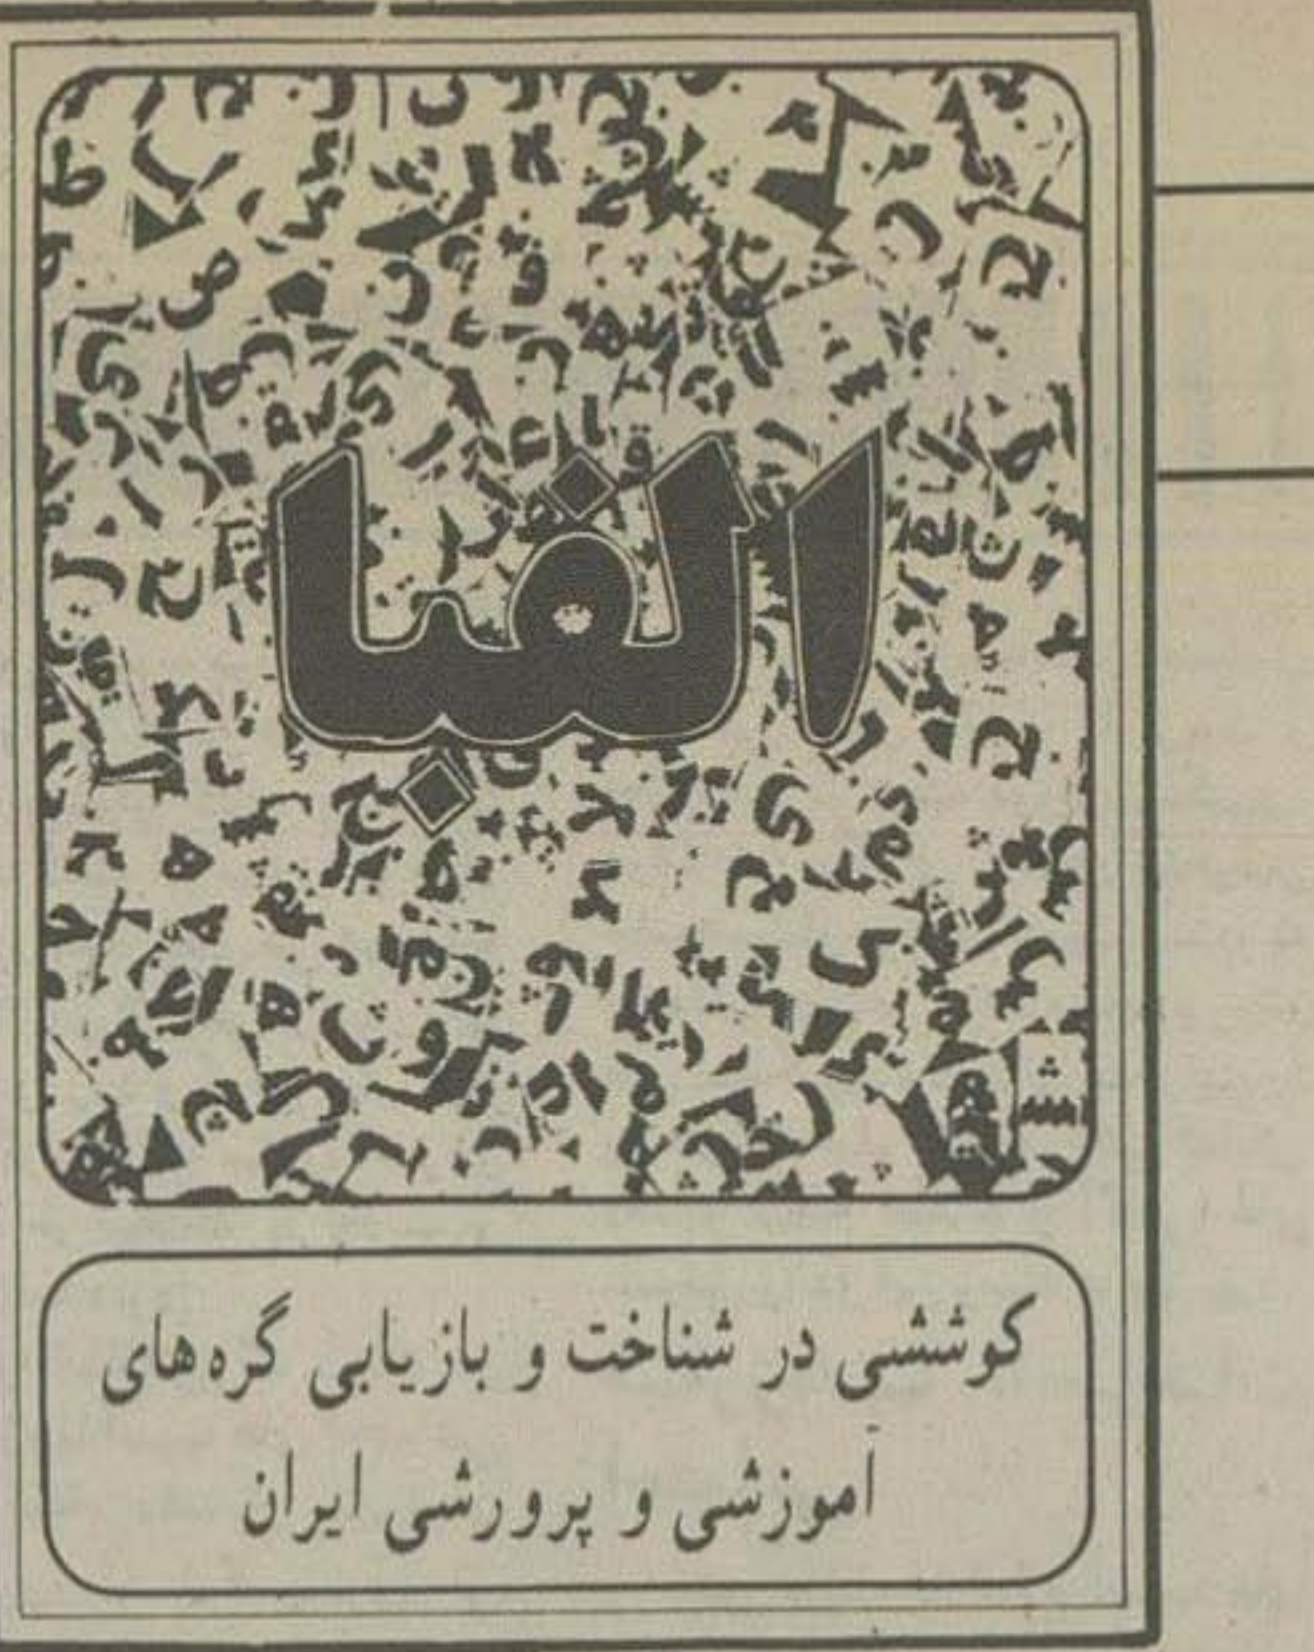 الفبا
کوششی در شناخت و بازیابی گره‌های
آموزشی و پرورشی ایران